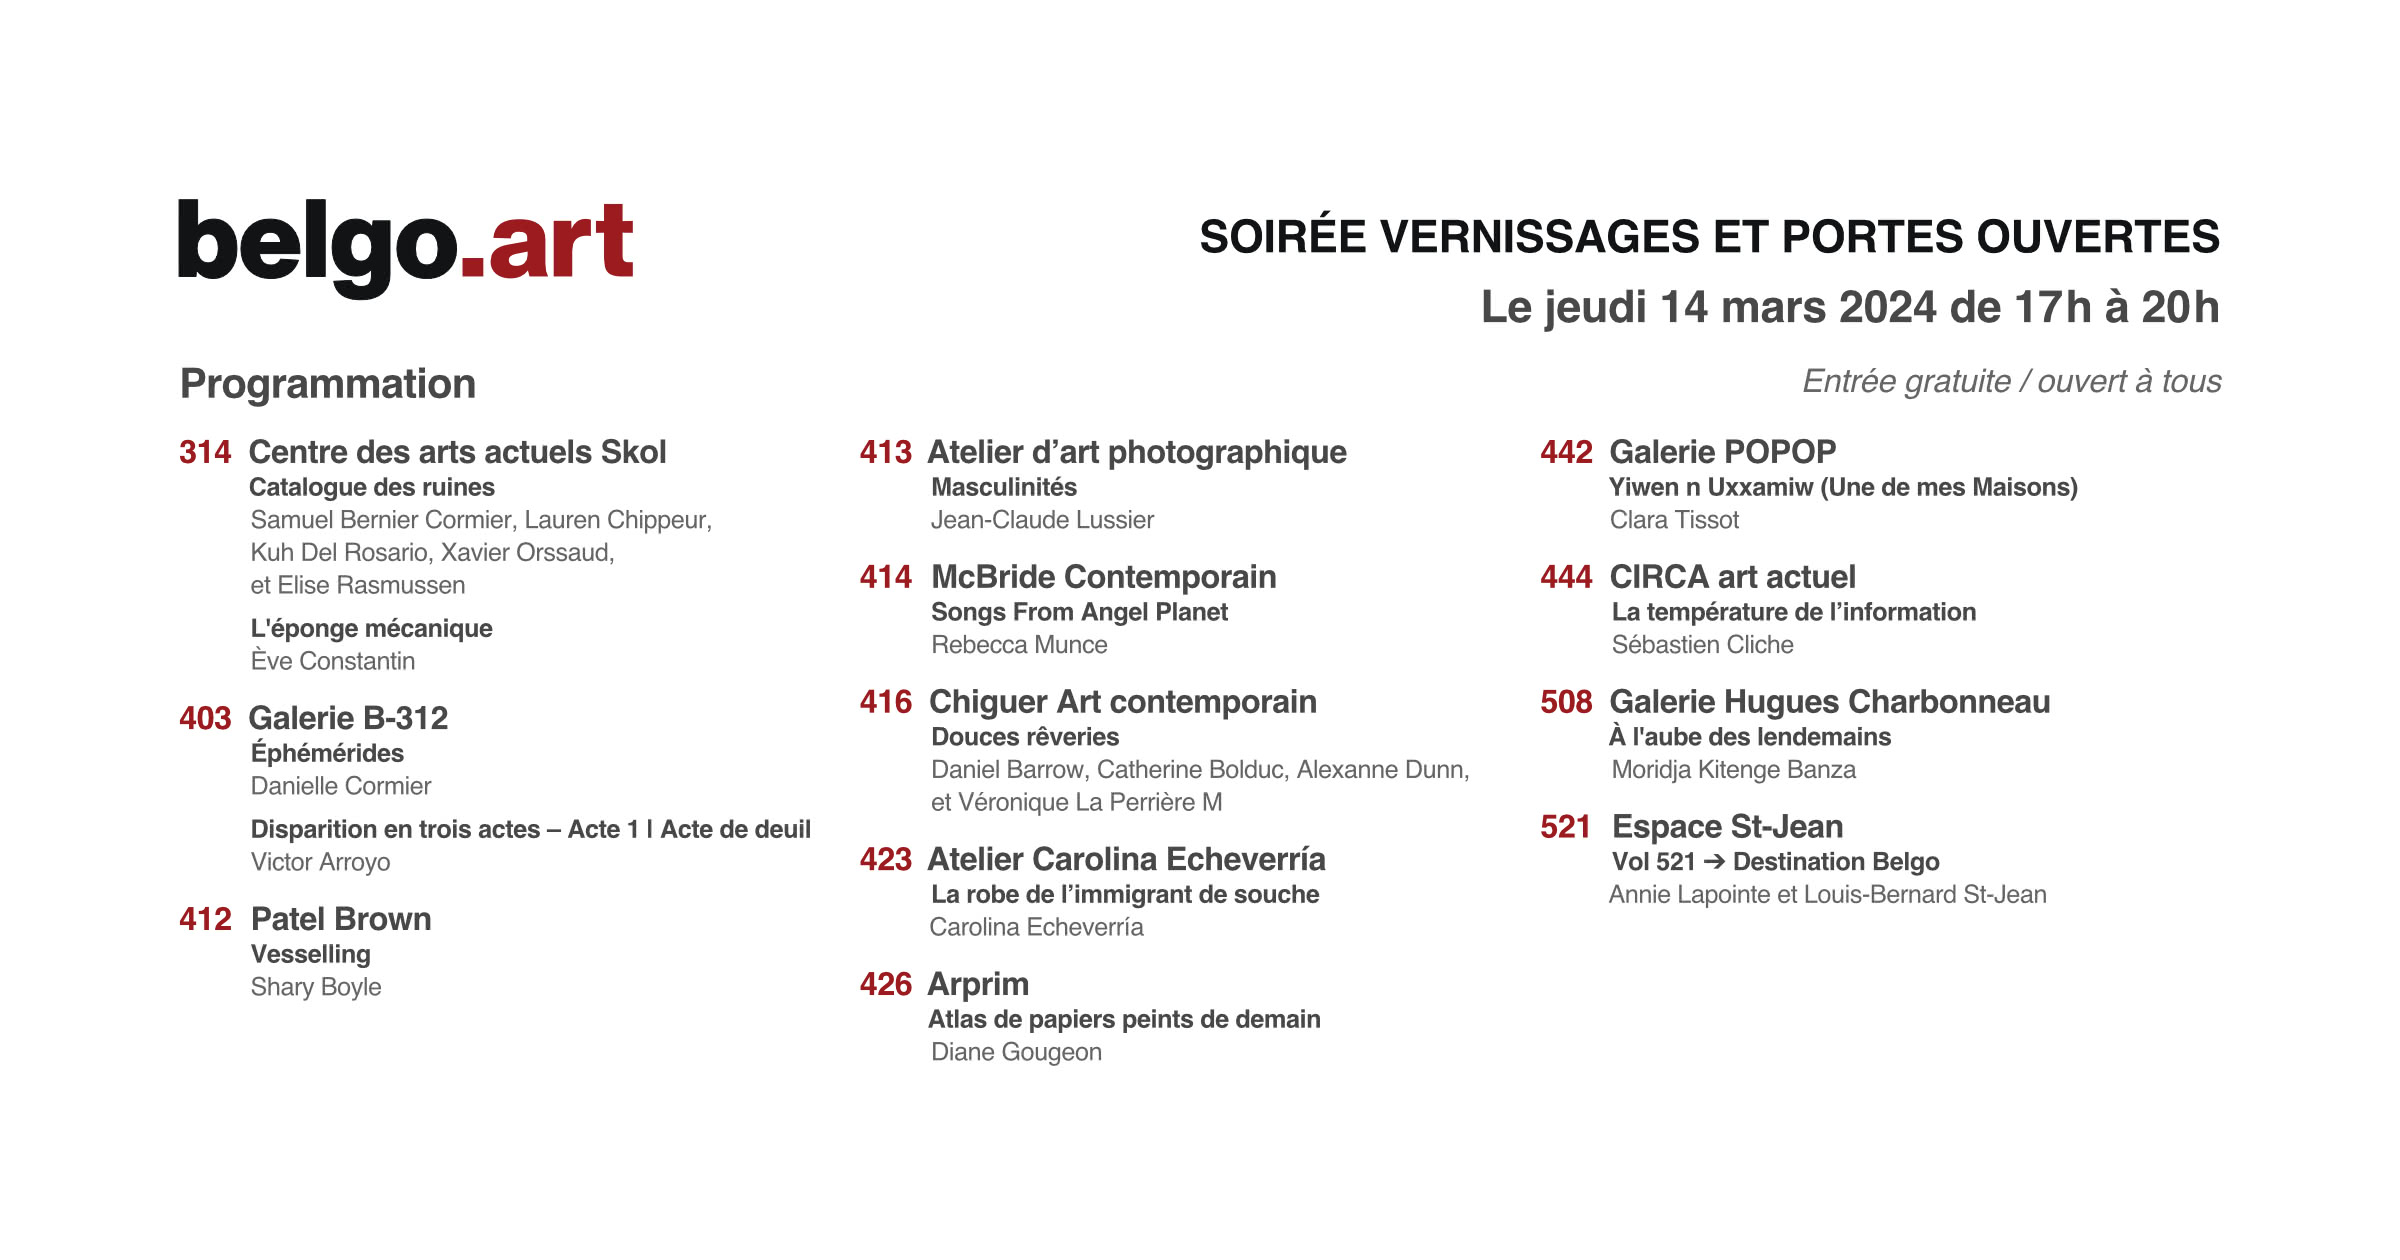 belgo.art
SOIRÉE VERNISSAGES ET PORTES OUVERTES
Le jeudi 14 mars 2024 de 17h à 20h
Entrée gratuite / ouvert à tous
Programmation
314 Centre des arts actuels Skol
Catalogue des ruines
Samuel Bernier Cormier, Lauren Chippeur,
Kuh Del Rosario, Xavier Orssaud,
et Elise Rasmussen
L'éponge mécanique
Ève Constantin
403 Galerie B-312
Éphémérides
Danielle Cormier
Disparition en trois actes – Acte 1 | Acte de deuil
Victor Arroyo
412 Patel Brown
Vesselling
Shary Boyle
413 Atelier d’art photographique
Masculinités
Jean-Claude Lussier
414 McBride Contemporain
Songs From Angel Planet
Rebecca Munce
416 Chiguer Art contemporain
Douces rêveries
Daniel Barrow, Catherine Bolduc, Alexanne Dunn,
et Véronique La Perrière M
423 Atelier Carolina Echeverría
La robe de l’immigrant de souche
Carolina Echeverría
426 Arprim
Atlas de papiers peints de demain
Diane Gougeon
442 Galerie POPOP
Yiwen n Uxxamiw (Une de mes Maisons)
Clara Tissot
444 CIRCA art actuel
La température de l’information
Sébastien Cliche
508 Galerie Hugues Charbonneau
À l'aube des lendemains
Moridja Kitenge Banza
521 Espace St-Jean
Vol 521 ➔ Destination Belgo
Annie Lapointe et Louis-Bernard St-Jean